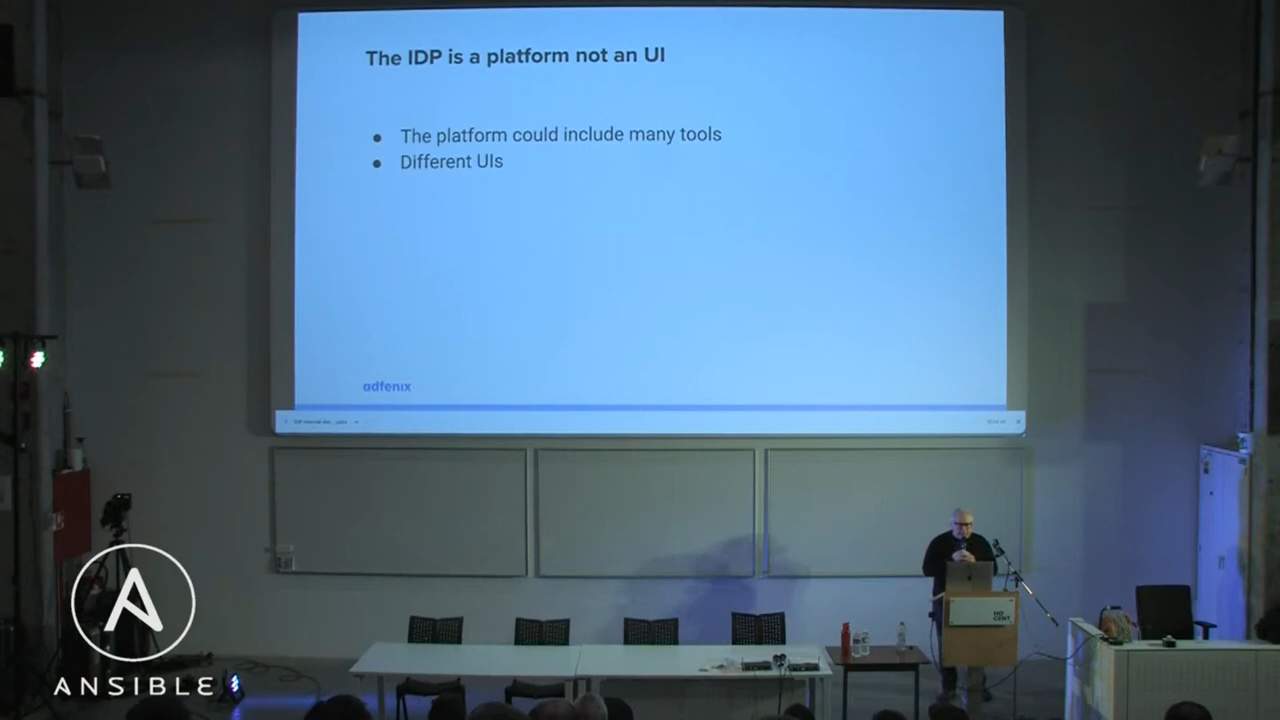 The IDP is a platform not an UI
● The platform could include many tools
● Different UIs
adfenix
HO
GENT
ANSIBLE